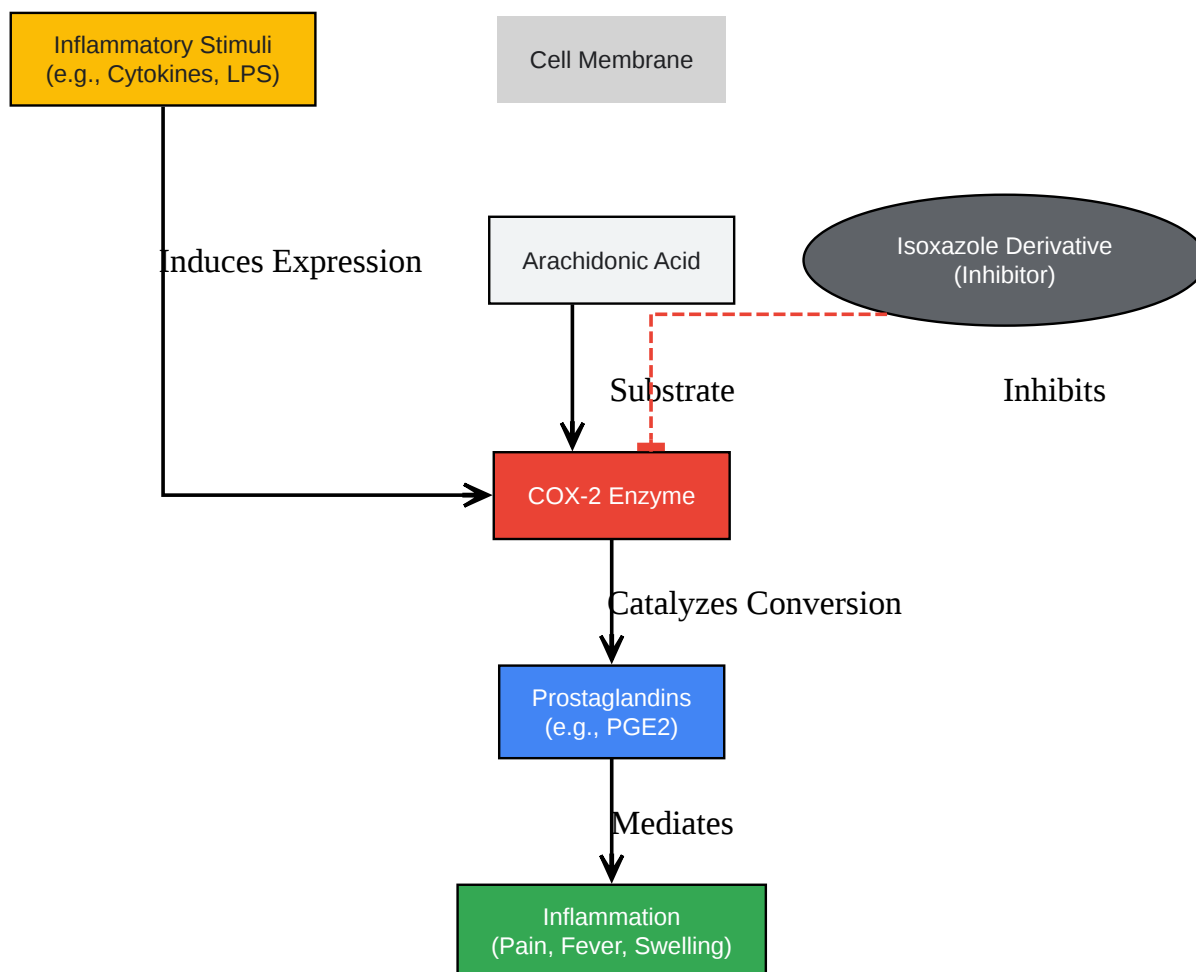 Inflammatory Stimuli
(e.g., Cytokines, LPS)
Cell Membrane
Induces Expression
Arachidonic Acid
Isoxazole Derivative
(Inhibitor)
Substrate
Inhibits
COX-2 Enzyme
Catalyzes Conversion
Prostaglandins
(e.g., PGE2)
Mediates
Inflammation
(Pain, Fever, Swelling)